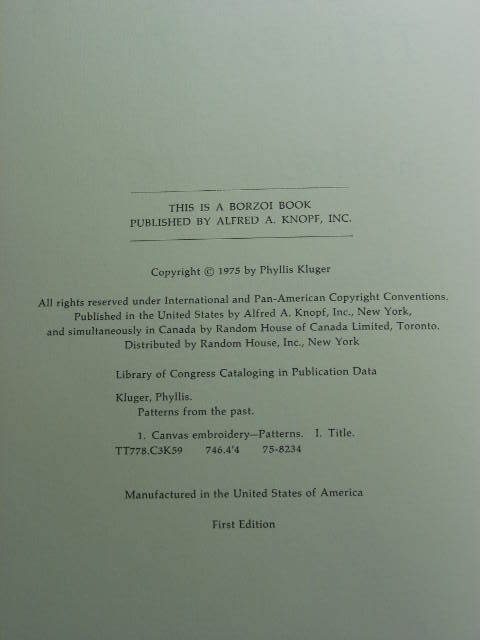 THIS IS A BORZOI BOOK
PUBLISHED BY ALFRED A. KNOPF, INC.
Copyright © 1975 by Phyllis Kluger
All rights reserved under International and Pan-American Copyright Conventions.
Published in the United States by Alfred A. Knopf, Inc., New York,
and simultaneously in Canada by Random House of Canada Limited, Toronto.
Distributed by Random House, Inc., New York
Library of Congress Cataloging in Publication Data
Kluger, Phyllis.
Patterns from the past.
1. Canvas embroidery—Patterns. I. Title.
TT778.C3K59 746.4'4 75-8234
Manufactured in the United States of America
First Edition